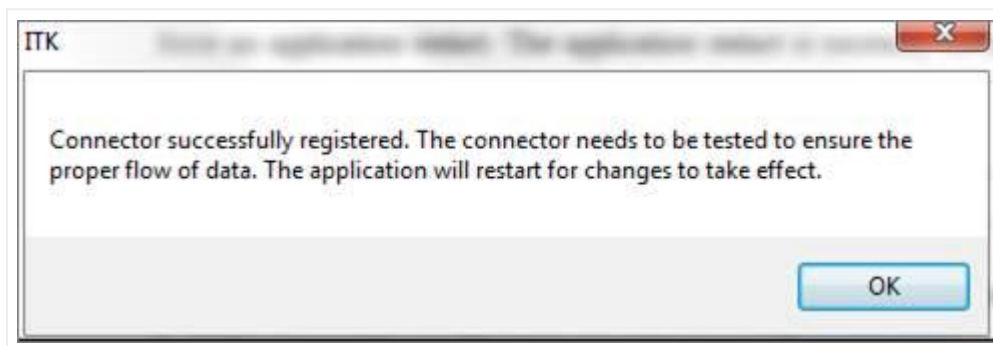 ITK
Connector successfully registered. The connector needs to be tested to ensure the
proper flow of data. The application will restart for changes to take effect.
OK